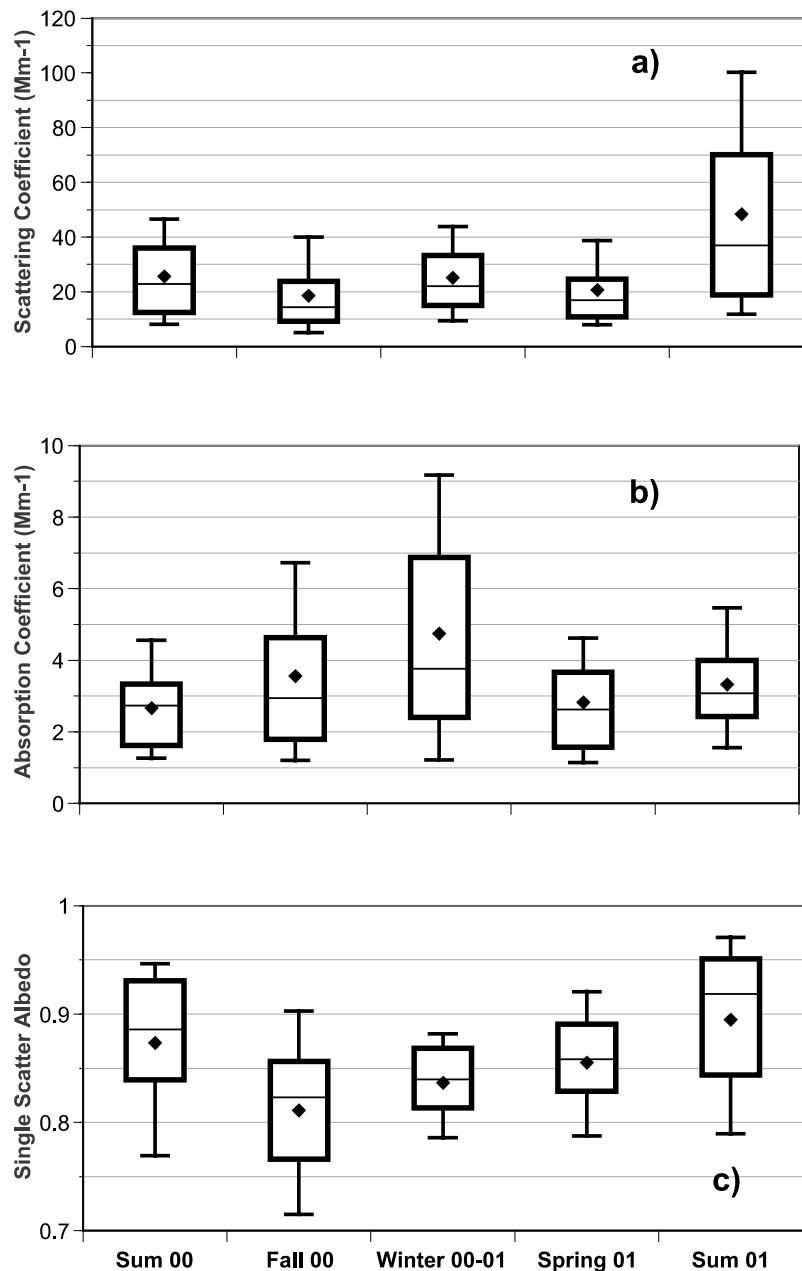 120
100
80
60
40
20
0
Scattering Coefficient (Mm-1)
a)
10
8
6
4
2
0
Absorption Coefficient (Mm-1)
b)
1
0.9
0.8
0.7
Single Scatter Albedo
c)
Sum 00 Fall 00 Winter 00-01 Spring 01 Sum 01